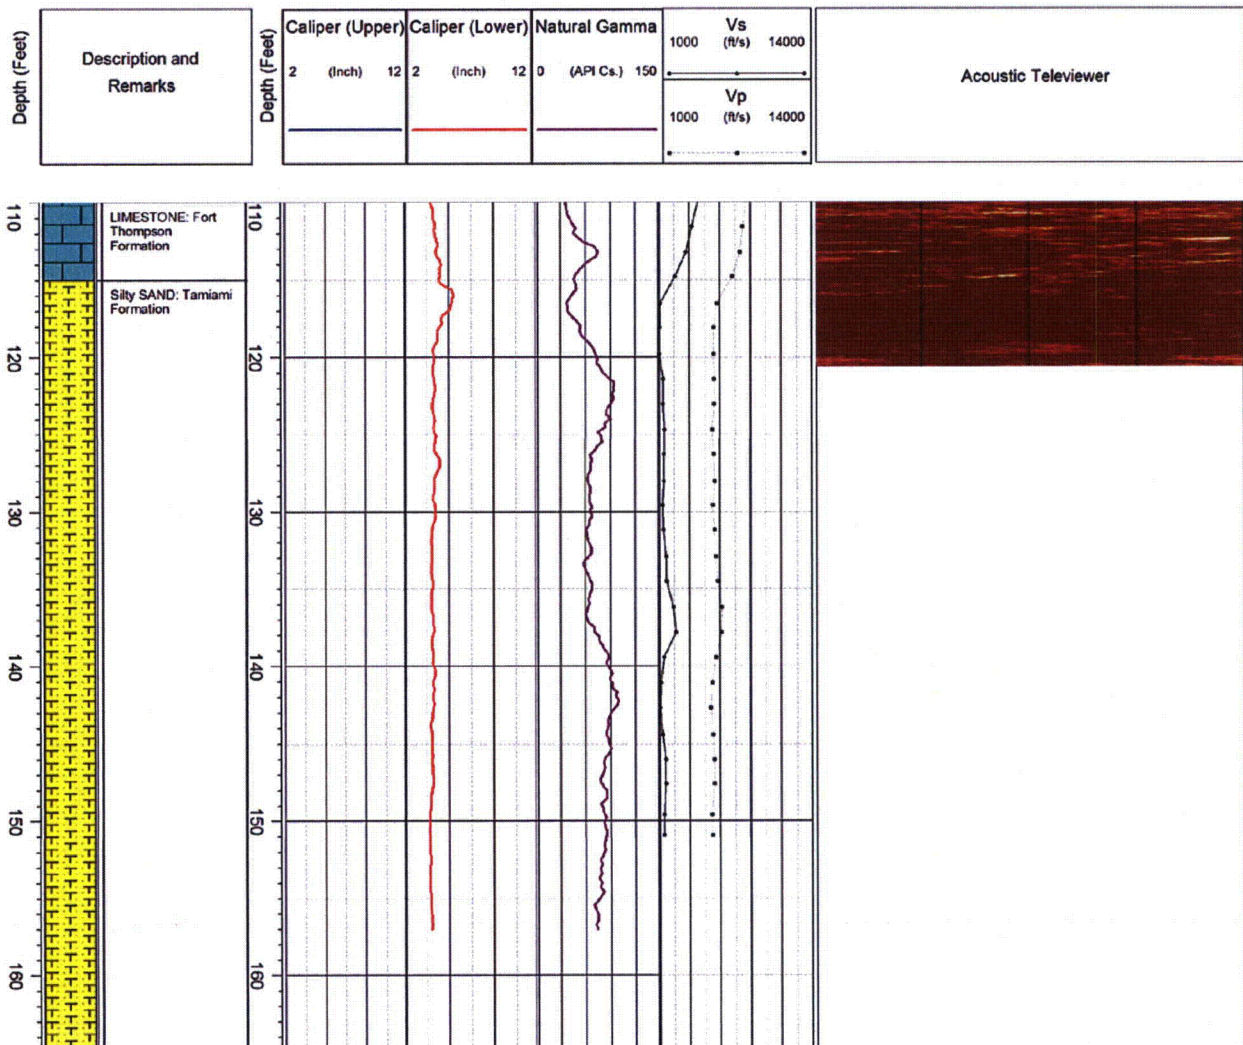 Depth (Feet)
Description and
Remarks
Depth (Feet)
Caliper (Upper)
2 (Inch) 12
Caliper (Lower)
2 (Inch) 12
Natural Gamma
0 (API Cs.) 150
Vs
1000 (ft/s) 14000
Vp
1000 (ft/s) 14000
Acoustic Televiewer
110
LIMESTONE: Fort
Thompson
Formation
110
Silty SAND: Tamiami
Formation
120
120
130
130
140
140
150
150
160
160